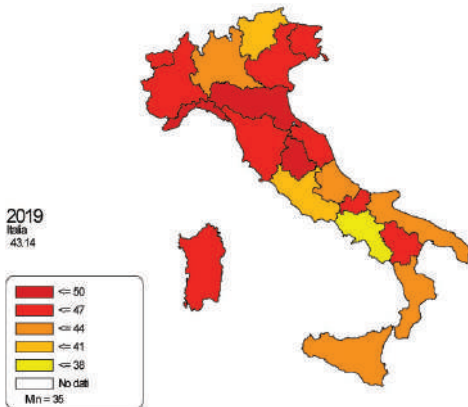 2019
Italia
43.14
<= 50
<= 47
<= 44
<= 41
<= 38
No dati
Min = 35